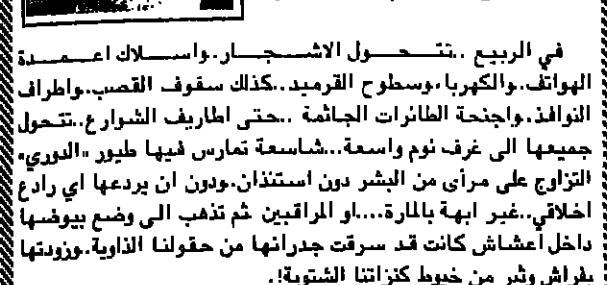 في الربيع ..تتحول الاشجار..واسلاك اعمدة
الهواتف..والكهربا،وسطوح القرميد..كذلك سقوف القصب..واطراف
النوافذ..واجنحة الطائرات الجاثمة ..حتى اطاريف الشوارع..تتحول
جميعها الى غرف نوم واسعة...شاسعة تمارس فيها طيور «الدوري»
التزاوج على مرأى من البشر دون استئذان..ودون ان يردعها اي رادع
اخلاقي..غير ابهة بالمارة....او المراقبين ثم تذهب الى وضع بيوضها
داخل أعشاش كانت قد سرقت جدرانها من حقولنا الذاوية..وزودتها
بفراش وثير من خيوط كنزاتنا الشتوية!.